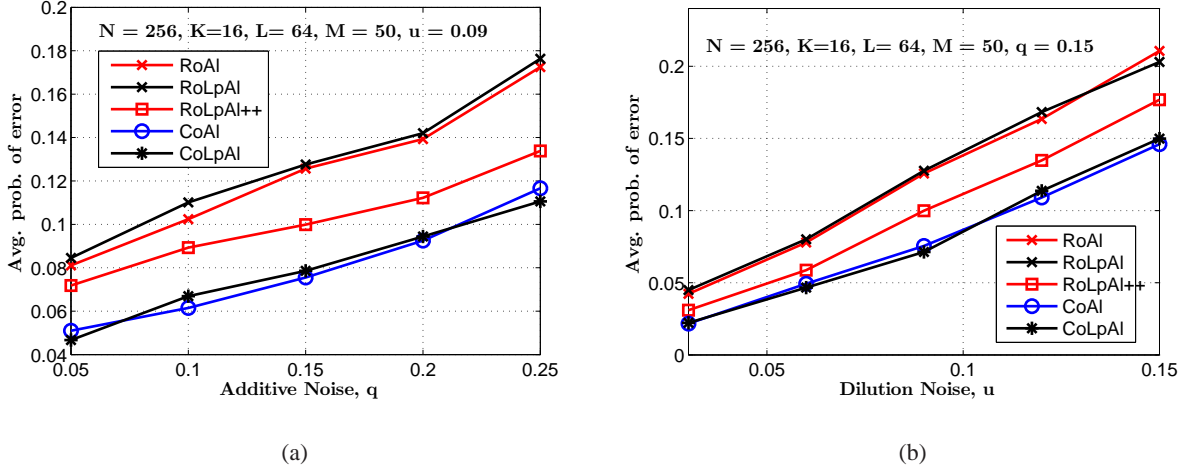 N = 256, K=16, L= 64, M = 50, u = 0.09
RoAl
RoLpAl
RoLpAl++
CoAl
CoLpAl
0.2
0.18
0.16
0.14
0.12
0.1
0.08
0.06
0.04
Avg. prob. of error
0.05
0.1
0.15
0.2
0.25
Additive Noise, q
(a)
N = 256, K=16, L= 64, M = 50, q = 0.15
0.2
0.15
0.1
0.05
0
Avg. prob. of error
RoAl
RoLpAl
RoLpAl++
CoAl
CoLpAl
0.05
0.1
0.15
Dilution Noise, u
(b)